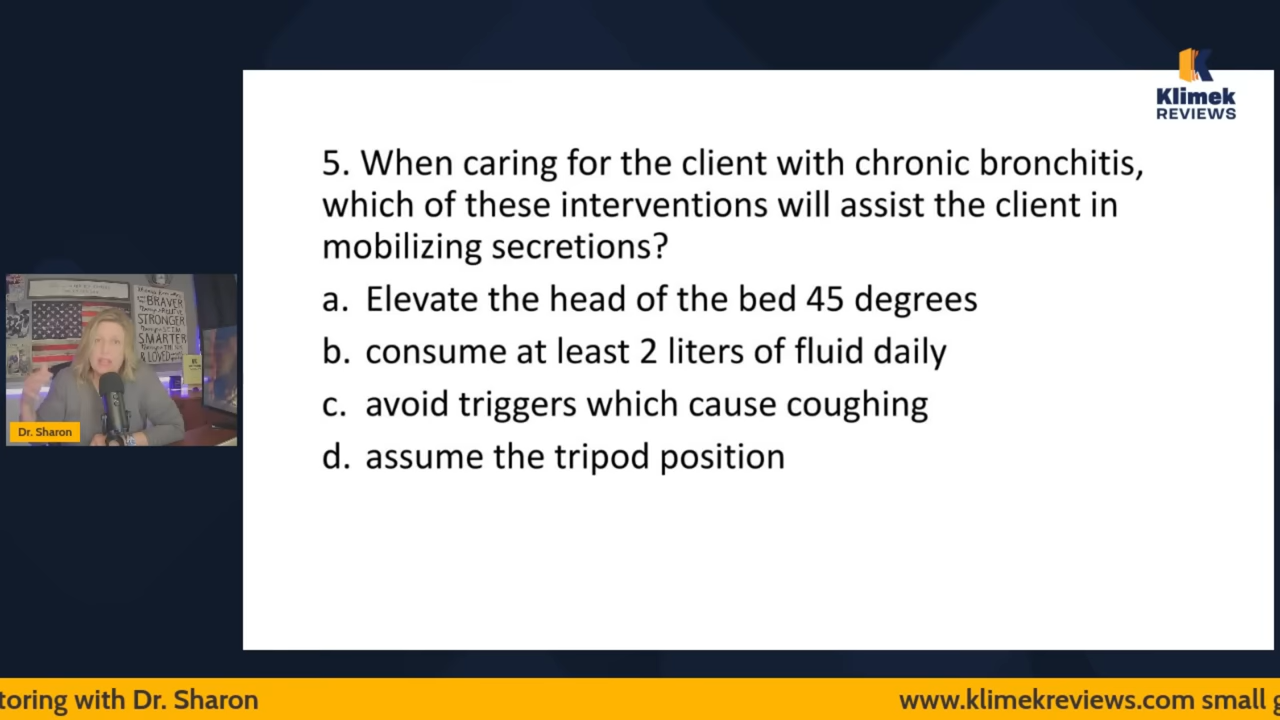 Klimek
REVIEWS
5. When caring for the client with chronic bronchitis,
which of these interventions will assist the client in
mobilizing secretions?
a. Elevate the head of the bed 45 degrees
b. consume at least 2 liters of fluid daily
c. avoid triggers which cause coughing
d. assume the tripod position
BRAVER
STRONGER
SMARTER
& LOVED
Dr. Sharon
toring with Dr. Sharon
www.klimekreviews.com small g